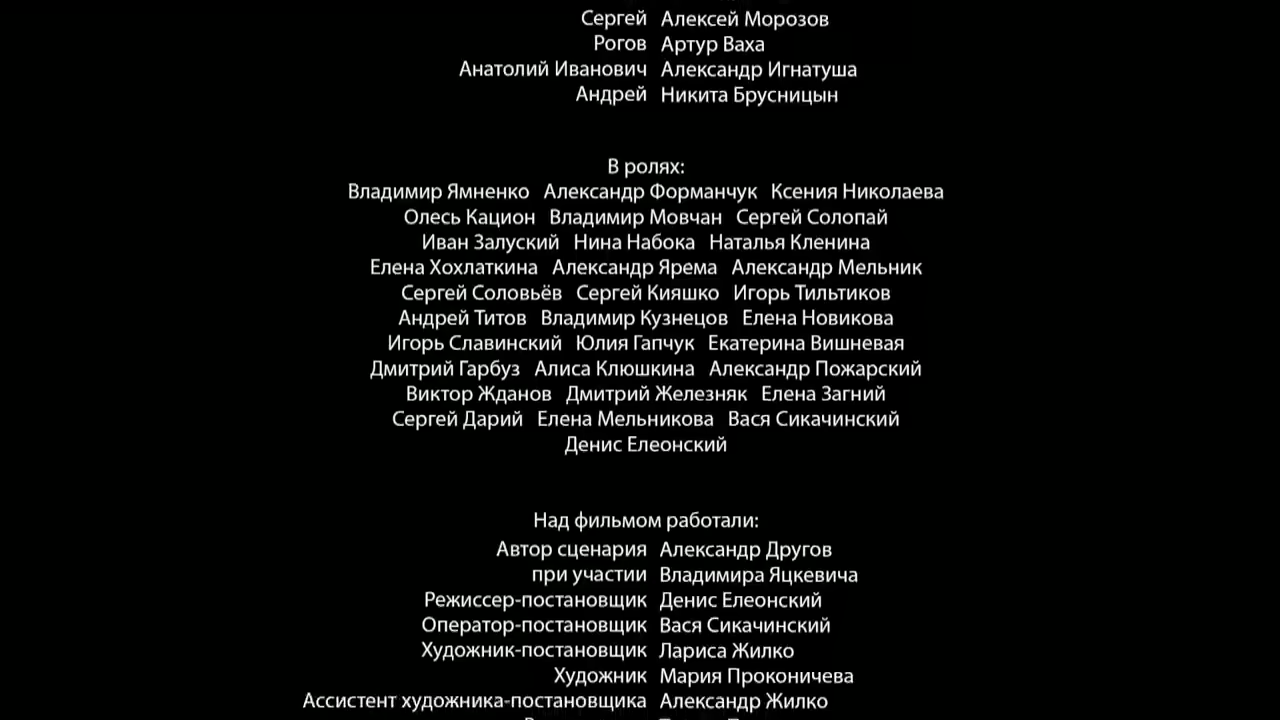 Сергей Алексей Морозов
Рогов Артур Ваха
Анатолий Иванович Александр Игнатуша
Андрей Никита Брусницын
В ролях:
Владимир Ямненко Александр Форманчук Ксения Николаева
Олесь Кацион Владимир Мовчан Сергей Солопай
Иван Залуский Нина Набока Наталья Кленина
Елена Хохлаткина Александр Ярема Александр Мельник
Сергей Соловьёв Сергей Кияшко Игорь Тильтиков
Андрей Титов Владимир Кузнецов Елена Новикова
Игорь Славинский Юлия Гапчук Екатерина Вишневая
Дмитрий Гарбуз Алиса Клюшкина Александр Пожарский
Виктор Жданов Дмитрий Железняк Елена Загний
Сергей Дарий Елена Мельникова Вася Сикачинский
Денис Елеонский
Над фильмом работали:
Автор сценария Александр Другов
при участии Владимира Яцкевича
Режиссер-постановщик Денис Елеонский
Оператор-постановщик Вася Сикачинский
Художник-постановщик Лариса Жилко
Художник Мария Проконичева
Ассистент художника-постановщика Александр Жилко